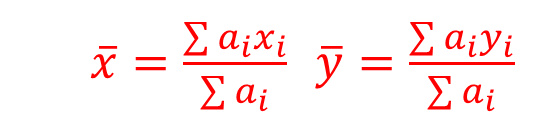 x̄ = ∑ aᵢxᵢ / ∑ aᵢ  ȳ = ∑ aᵢyᵢ / ∑ aᵢ